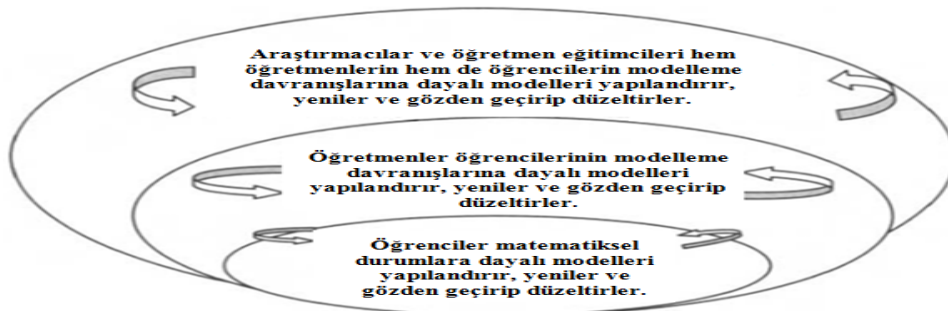 Araştırmacılar ve öğretmen eğitimcileri hem
öğretmenlerin hem de öğrencilerin modelleme
davranışlarına dayalı modelleri yapılandırır,
yeniler ve gözden geçirip düzeltirler.
Öğretmenler öğrencilerinin modelleme
davranışlarına dayalı modelleri
yapılandırır, yeniler ve gözden geçirip
düzeltirler.
Öğrenciler matematiksel
durumlara dayalı modelleri
yapılandırır, yeniler ve
gözden geçirip düzeltirler.